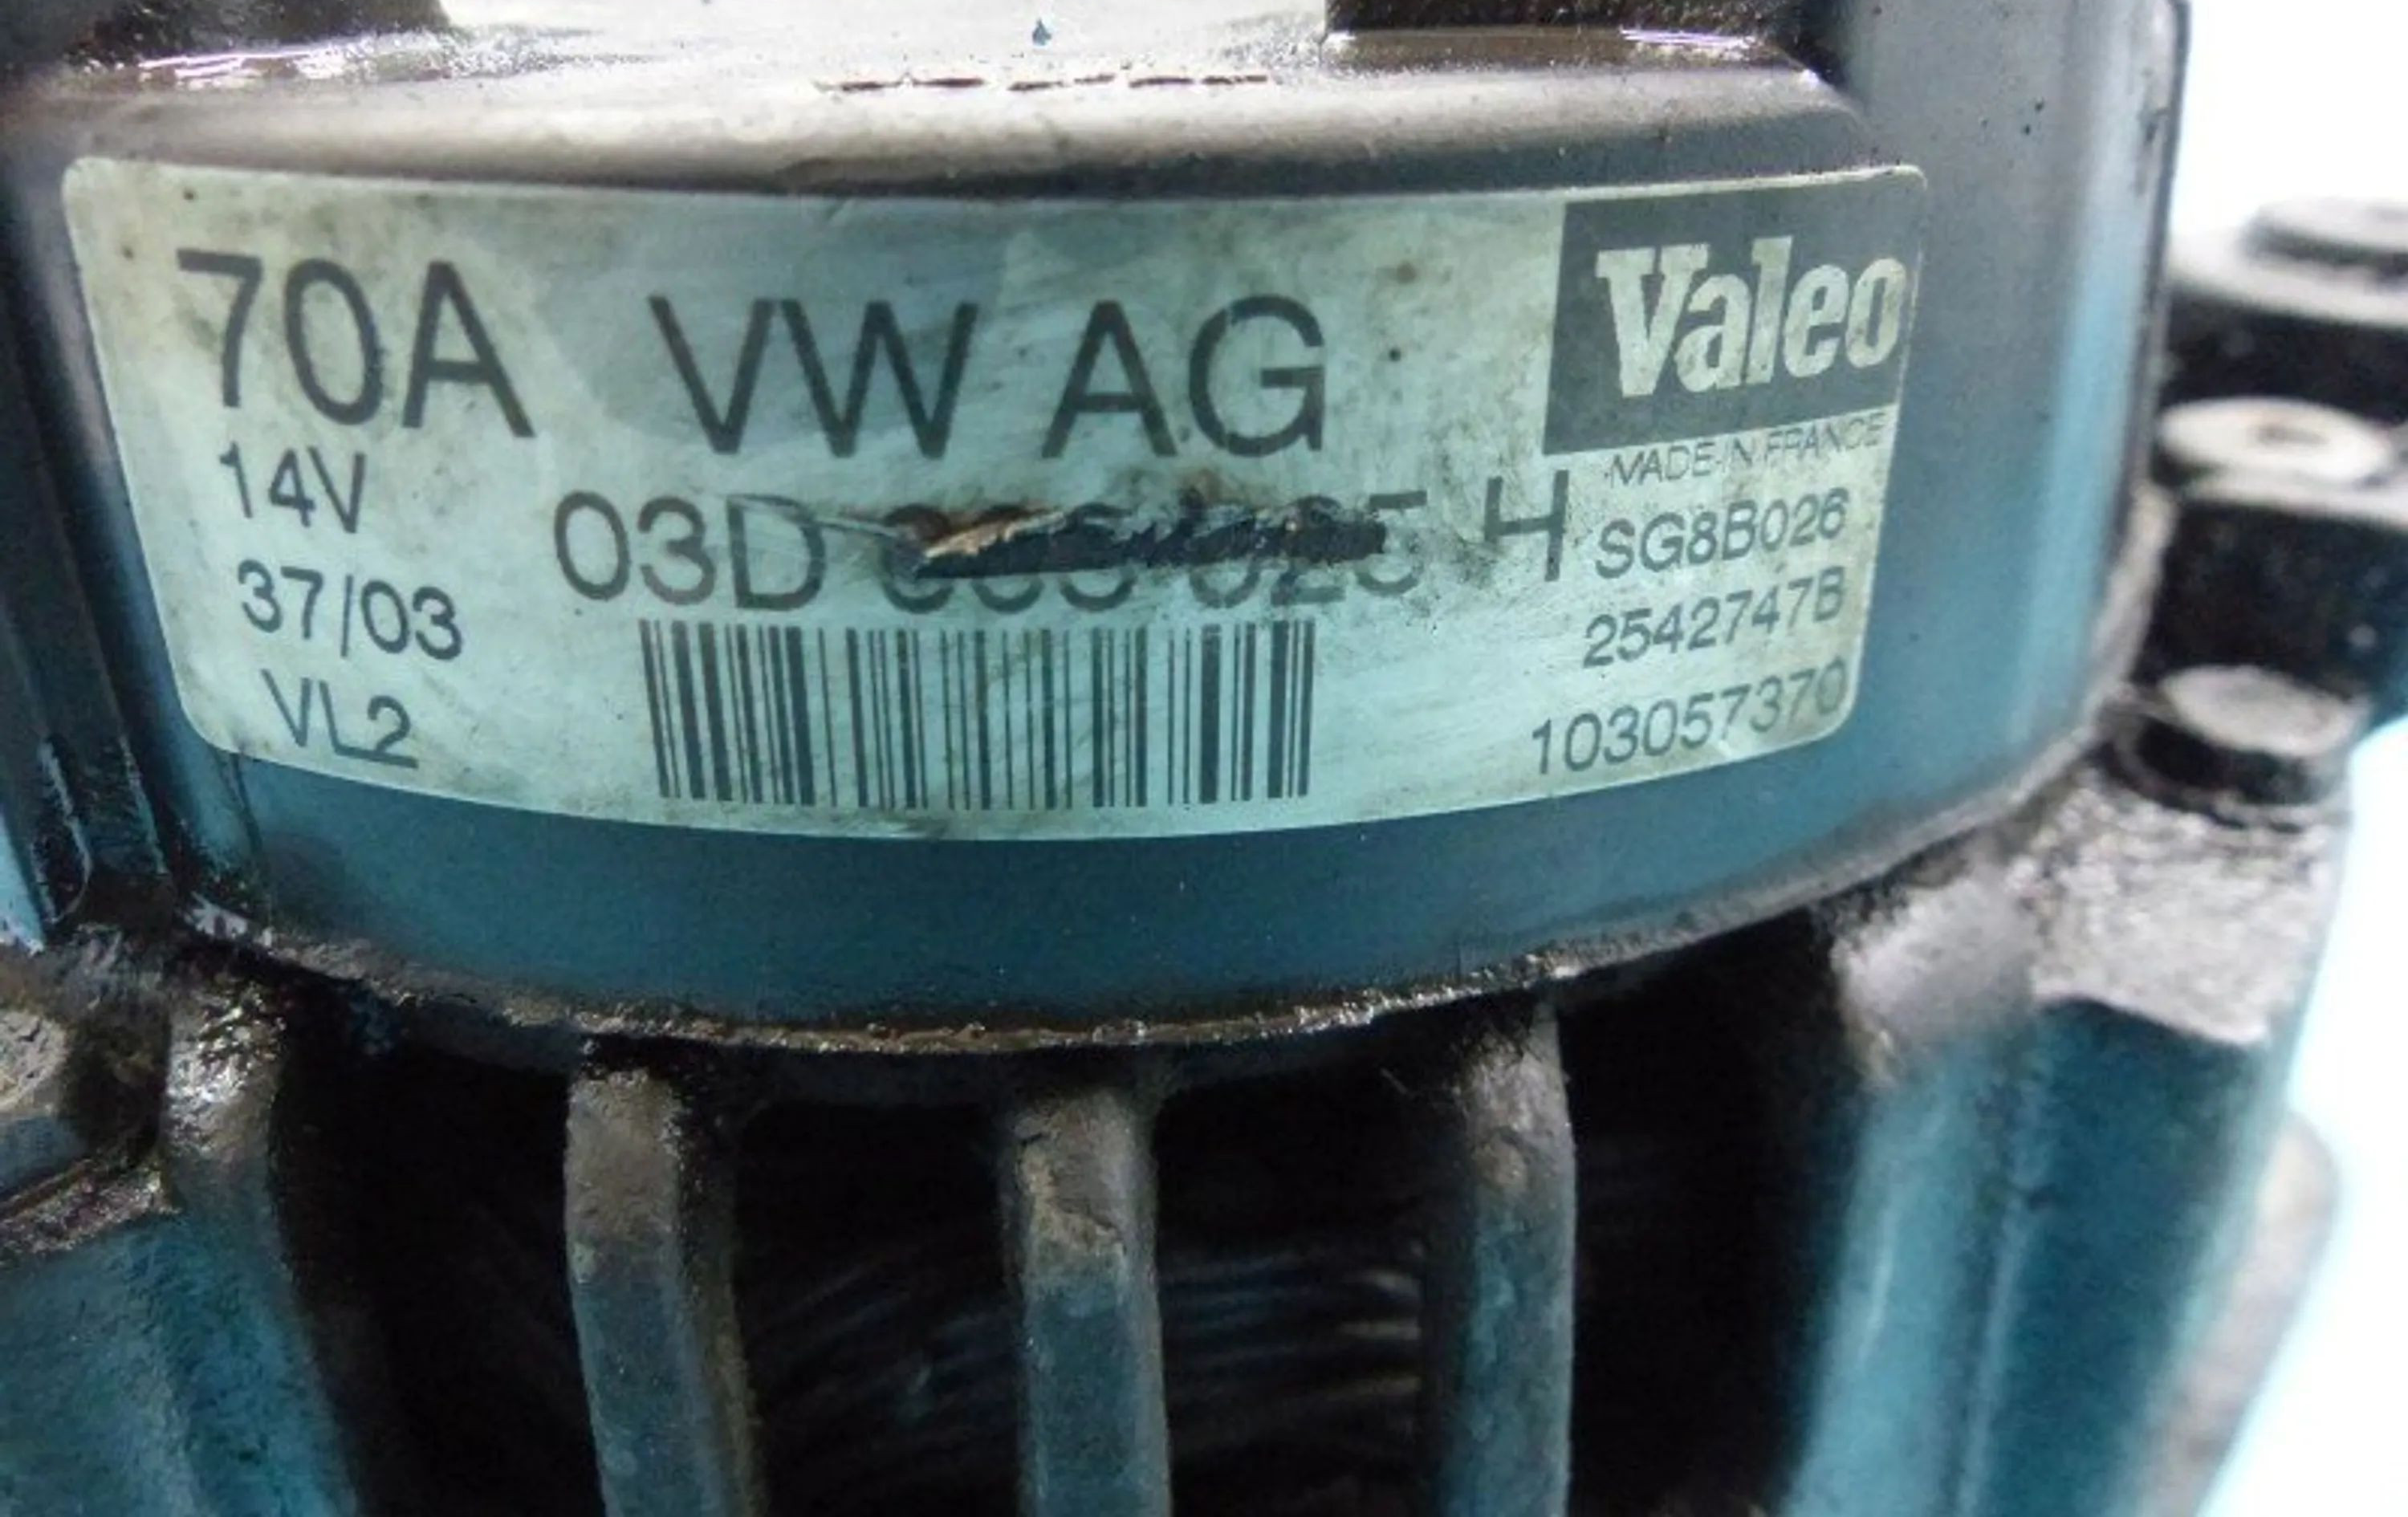 70A VW AG Valeo
MADE IN FRANCE
14V 03D H SG8B026
37/03 2542747B
VL2 103057370